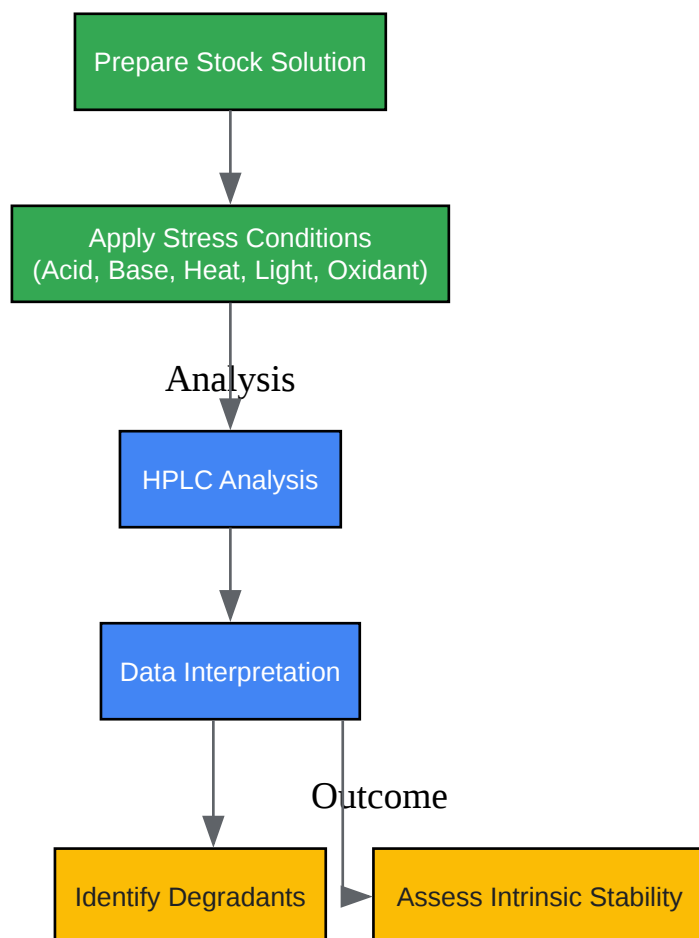 Prepare Stock Solution
Apply Stress Conditions
(Acid, Base, Heat, Light, Oxidant)
Analysis
HPLC Analysis
Data Interpretation
Outcome
Identify Degradants
Assess Intrinsic Stability